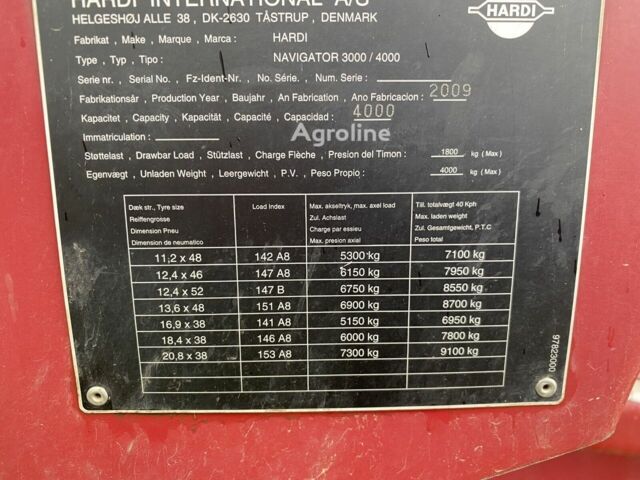 HARDI INTERNATIONAL A/S
HELGESHØJ ALLE 38, DK-2630 TÅSTRUP, DENMARK
HARDI
Fabrikat, Make, Marque, Marca: HARDI
Type, Typ, Tipo: NAVIGATOR 3000/4000
Serie nr., Serial No., Fz-Ident-Nr., No. Série., Num. Serie:
Fabrikationsår, Production Year, Baujahr, An Fabrication, Ano Fabricacion: 2009
Kapacitet, Capacity, Kapacität, Capacité, Capacidad: 4000
Immatriculation:
Agroline
Støttelast, Drawbar Load, Stützlast, Charge Flèche, Presion del Timon: 1800 kg (Max)
Egenvægt, Unladen Weight, Leergewicht, P.V., Peso Proprio: 4000 kg (Max)
Dæk str., Tyre size Load Index Max. akseltryk, max. axel load Till. totalvægt 40 Kph
Reifengrosse Zul. Achslast Max. laden weight
Dimension Pneu Charge par essieu Zul. Gesamtgewicht, P.T.C
Dimension de neumatico Max. presion axial Peso total
11,2 x 48 142 A8 5300 kg 7100 kg
12,4 x 46 147 A8 6150 kg 7950 kg
12,4 x 52 147 B 6750 kg 8550 kg
13,6 x 48 151 A8 6900 kg 8700 kg
16,9 x 38 141 A8 5150 kg 6950 kg
18,4 x 38 146 A8 6000 kg 7800 kg
20,8 x 38 153 A8 7300 kg 9100 kg
97823000